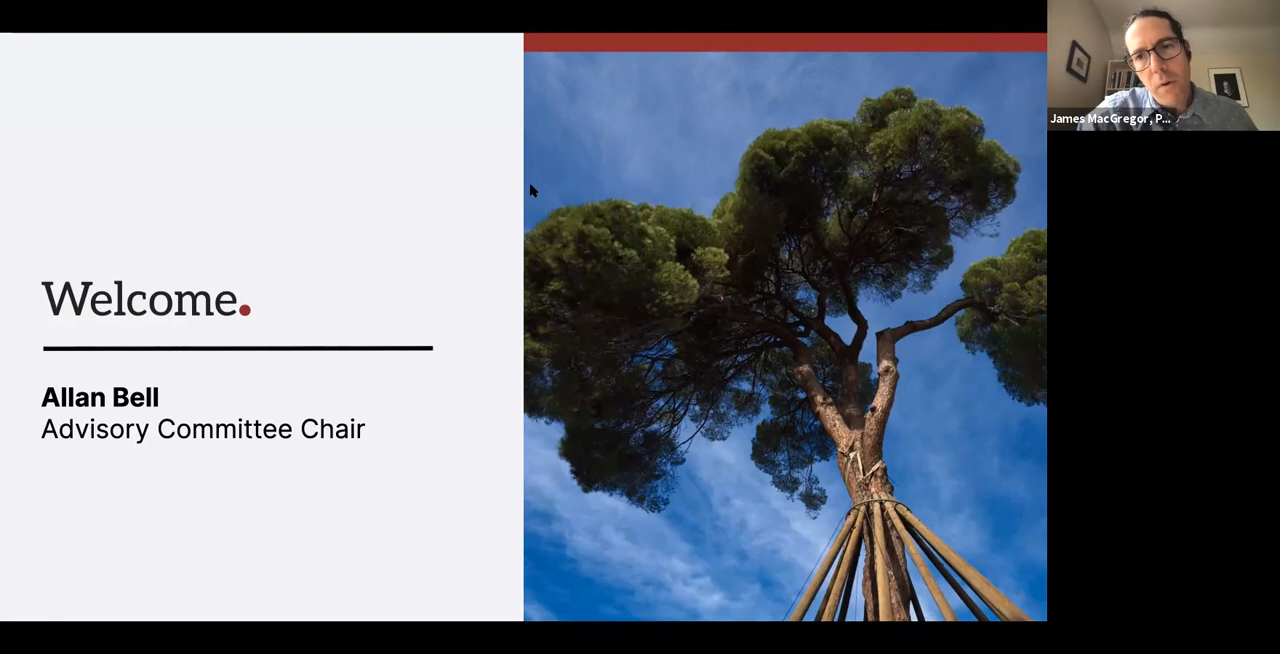 Welcome.
Allan Bell
Advisory Committee Chair
James MacGregor, P...